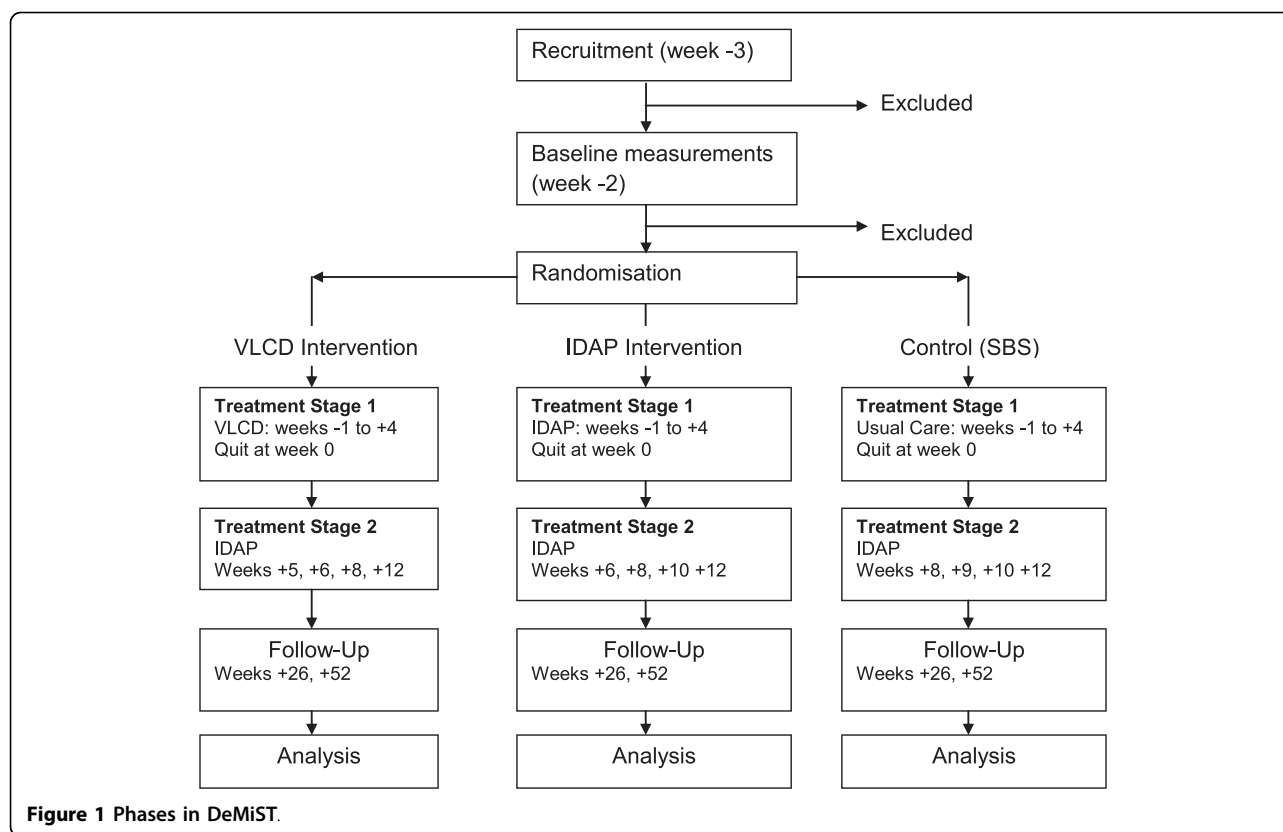 Recruitment (week -3)
Excluded
Baseline measurements
(week -2)
Excluded
Randomisation
VLCD Intervention
IDAP Intervention
Control (SBS)
Treatment Stage 1
VLCD: weeks -1 to +4
Quit at week 0
Treatment Stage 1
IDAP: weeks -1 to +4
Quit at week 0
Treatment Stage 1
Usual Care: weeks -1 to +4
Quit at week 0
Treatment Stage 2
IDAP
Weeks +5, +6, +8, +12
Treatment Stage 2
IDAP
Weeks +6, +8, +10 +12
Treatment Stage 2
IDAP
Weeks +8, +9, +10 +12
Follow-Up
Weeks +26, +52
Follow-Up
Weeks +26, +52
Follow-Up
Weeks +26, +52
Analysis
Analysis
Analysis
Figure 1 Phases in DeMiST.